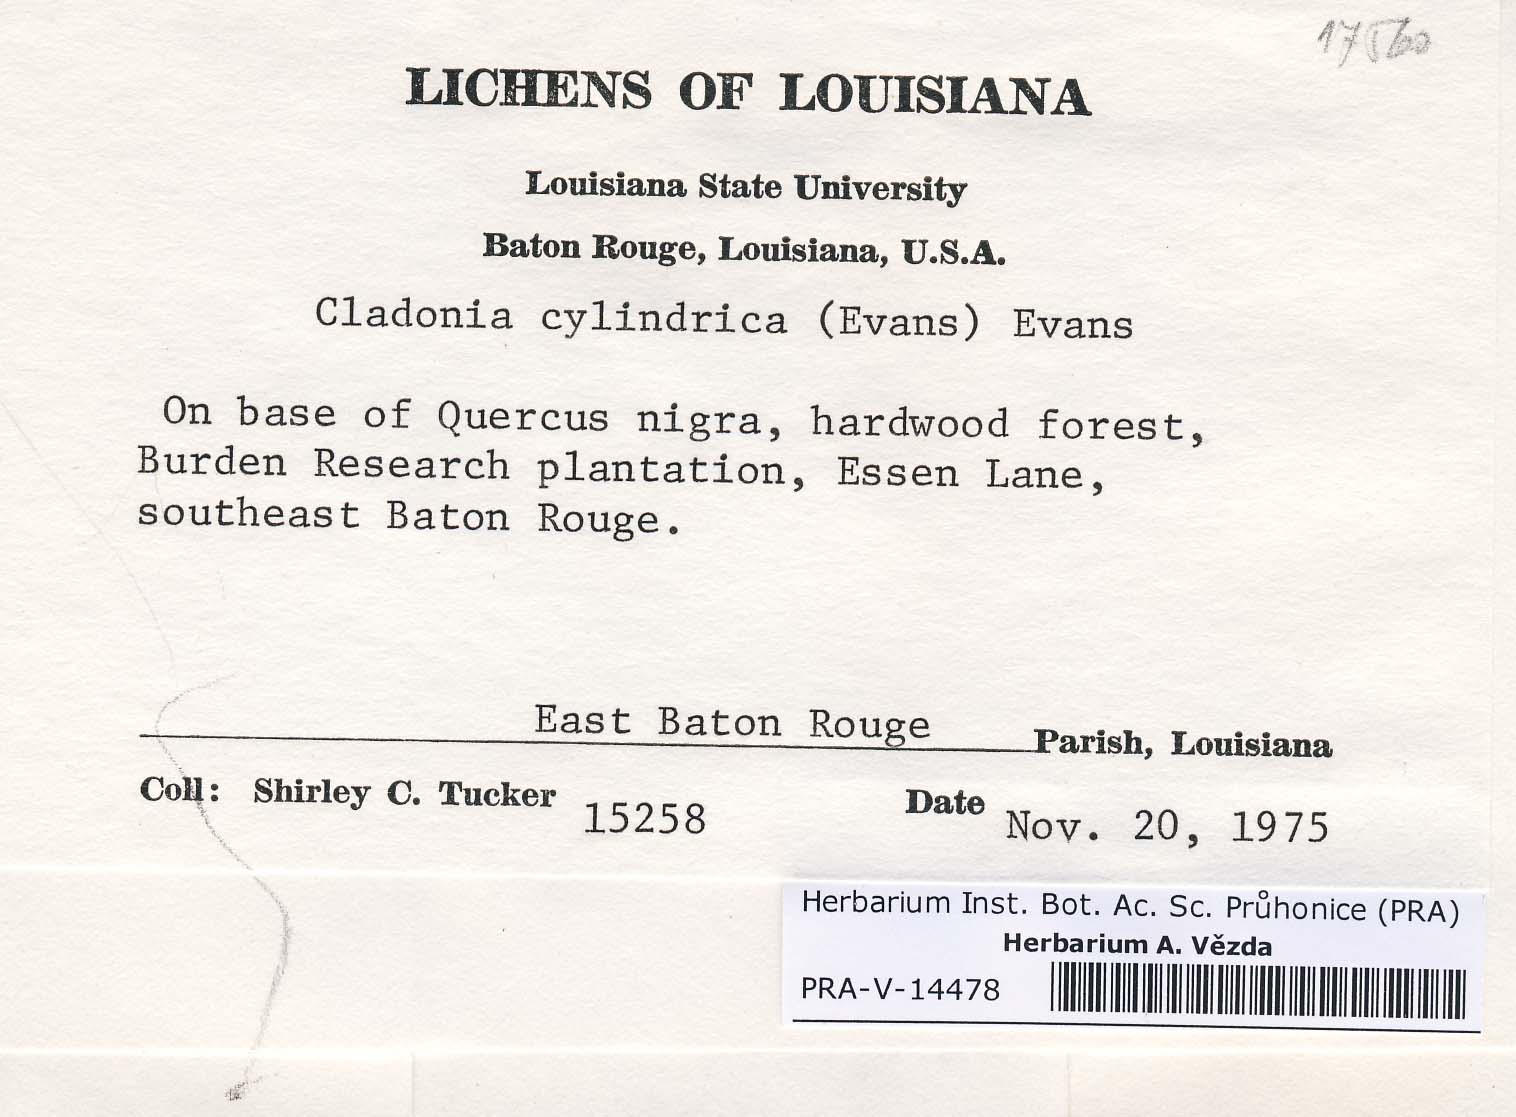 LICHENS OF LOUISIANA
Louisiana State University
Baton Rouge, Louisiana, U.S.A.
Cladonia cylindrica (Evans) Evans
On base of Quercus nigra, hardwood forest,
Burden Research plantation, Essen Lane,
southeast Baton Rouge.
East Baton Rouge Parish, Louisiana
Coll: Shirley C. Tucker 15258 Date Nov. 20, 1975
Herbarium Inst. Bot. Ac. Sc. Průhonice (PRA)
Herbarium A. Vězda
PRA-V-14478